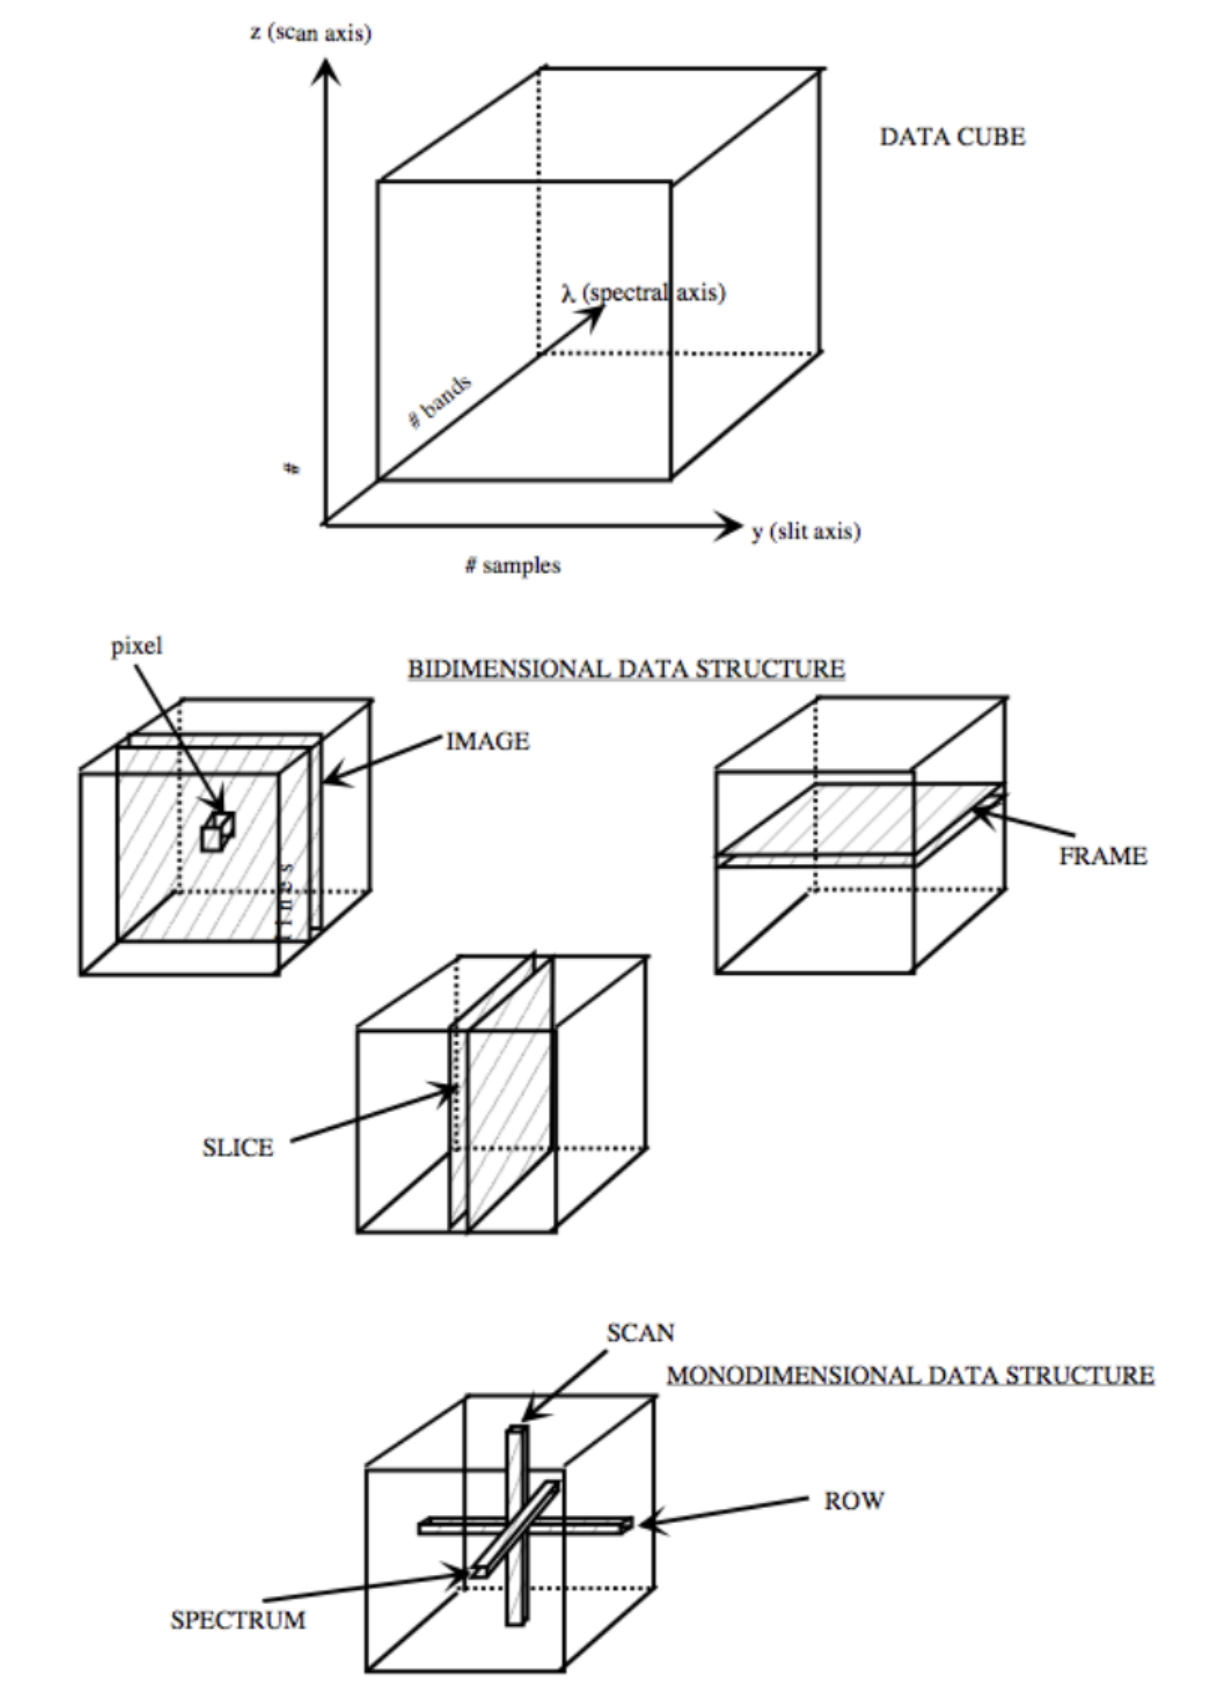 z (scan axis)
DATA CUBE
λ (spectral axis)
# bands
#
y (slit axis)
# samples
pixel
BIDIMENSIONAL DATA STRUCTURE
IMAGE
lines
FRAME
SLICE
SCAN
MONODIMENSIONAL DATA STRUCTURE
ROW
SPECTRUM